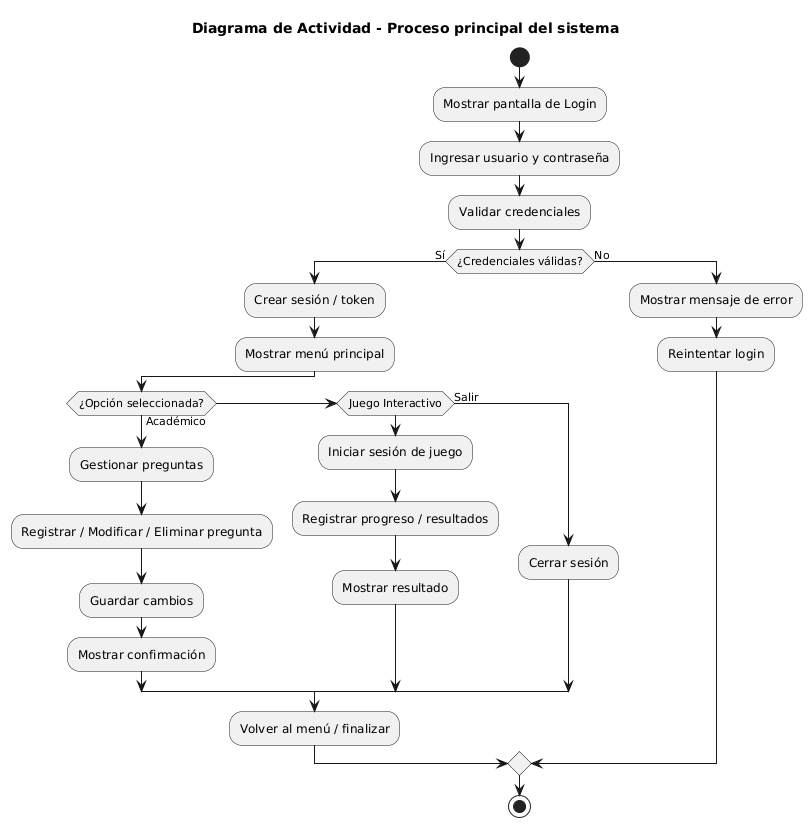 Diagrama de Actividad - Proceso principal del sistema
Mostrar pantalla de Login
Ingresar usuario y contraseña
Validar credenciales
Sí
¿Credenciales válidas?
No
Crear sesión / token
Mostrar menú principal
¿Opción seleccionada?
Académico
Gestionar preguntas
Registrar / Modificar / Eliminar pregunta
Guardar cambios
Mostrar confirmación
Juego Interactivo
Iniciar sesión de juego
Registrar progreso / resultados
Mostrar resultado
Salir
Cerrar sesión
Volver al menú / finalizar
Mostrar mensaje de error
Reintentar login